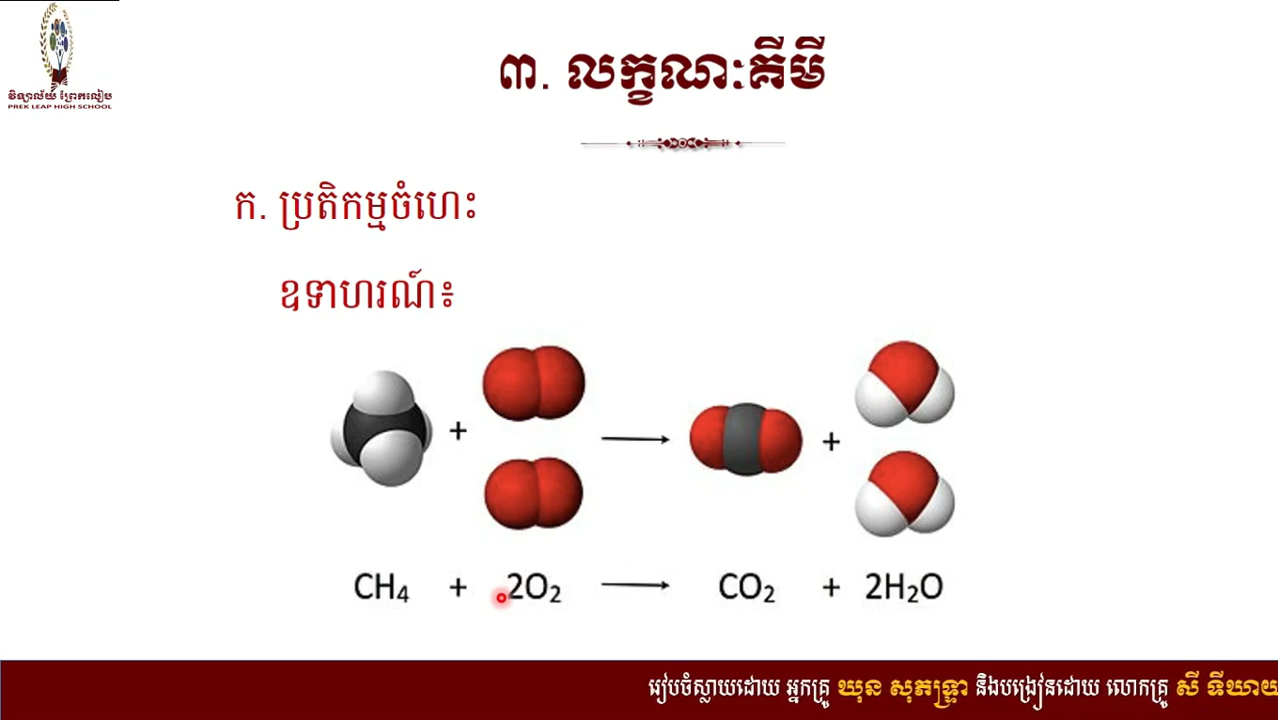 វិទ្យាល័យ ព្រែកលៀប
PREK LEAP HIGH SCHOOL
៣. លក្ខណៈគីមី
ក. ប្រតិកម្មចំហេះ
ឧទាហរណ៍៖
+ +
CH₄ + 2O₂ ⟶ CO₂ + 2H₂O
រៀបចំស្លាយដោយ អ្នកគ្រូ ឃុន សុភទ្ទ្រា និងបង្រៀនដោយ លោកគ្រូ សី ទីឃាយ